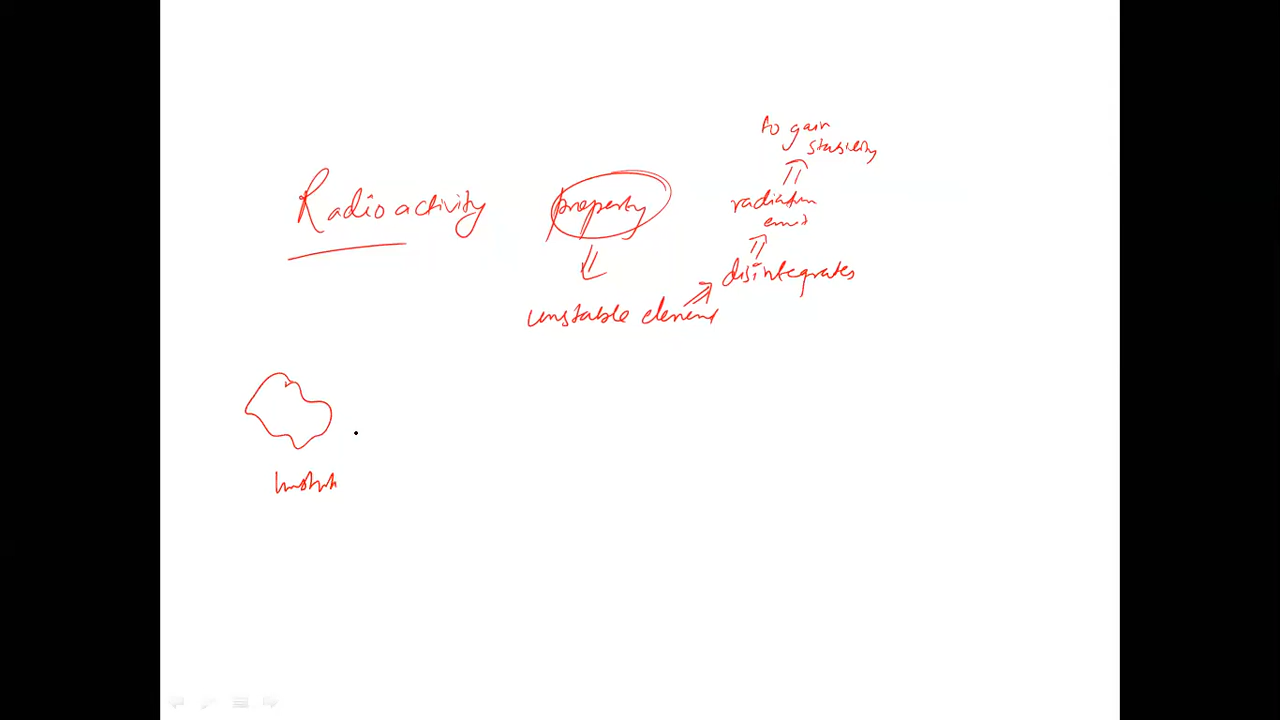 Radioactivity property
unstable element
disintegrates
radiation
emit
to gain
stability